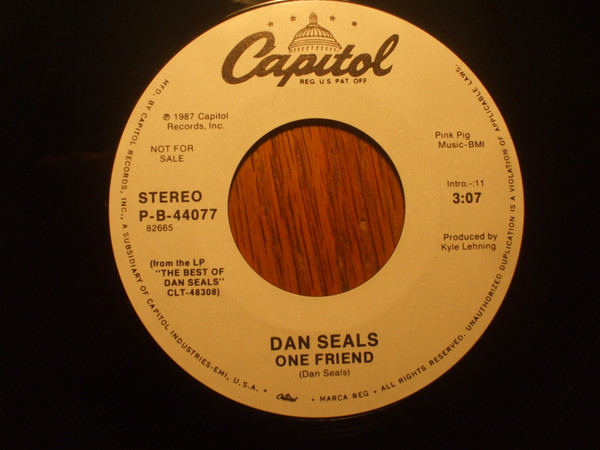 Capitol
REG. U.S. PAT. OFF.
℗ 1987 Capitol
Records, Inc.
NOT FOR
SALE
STEREO
P-B-44077
82665
(from the LP
"THE BEST OF
DAN SEALS"
CLT-48308)
Pink Pig
Music-BMI
Intro.-:11
3:07
Produced by
Kyle Lehning
DAN SEALS
ONE FRIEND
(Dan Seals)
MFD. BY CAPITOL RECORDS, INC., A SUBSIDIARY OF CAPITOL INDUSTRIES-EMI, U.S.A. • Capitol • MARCA REG • ALL RIGHTS RESERVED. UNAUTHORIZED DUPLICATION IS A VIOLATION OF APPLICABLE LAWS.